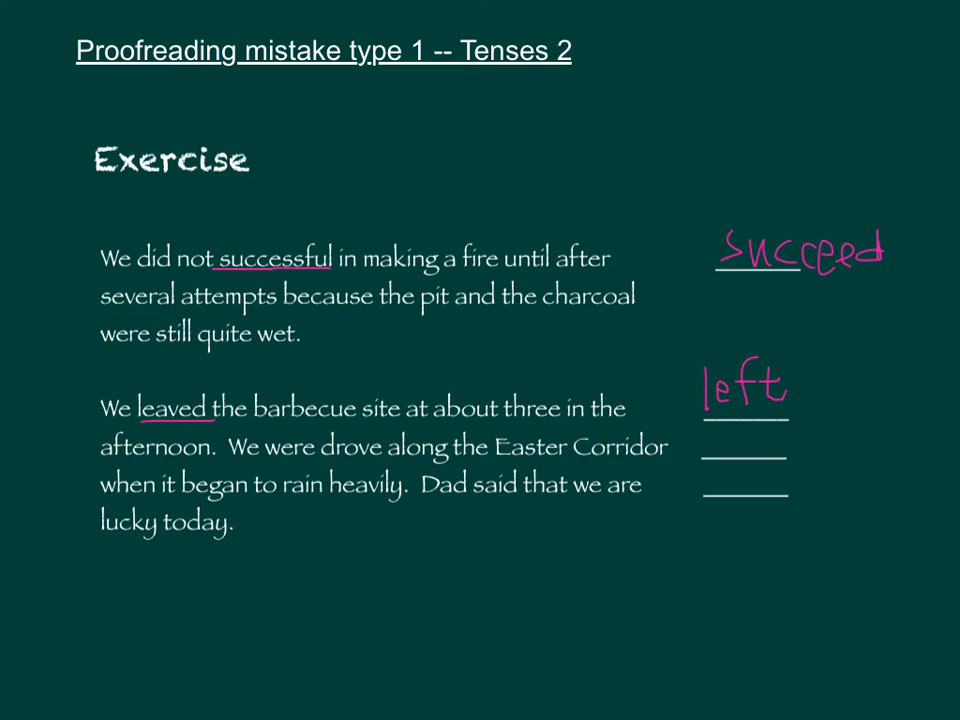 Proofreading mistake type 1 -- Tenses 2
Exercise
We did not successful in making a fire until after
succeed
several attempts because the pit and the charcoal
were still quite wet.
We leaved the barbecue site at about three in the
left
afternoon. We were drove along the Easter Corridor
when it began to rain heavily. Dad said that we are
lucky today.